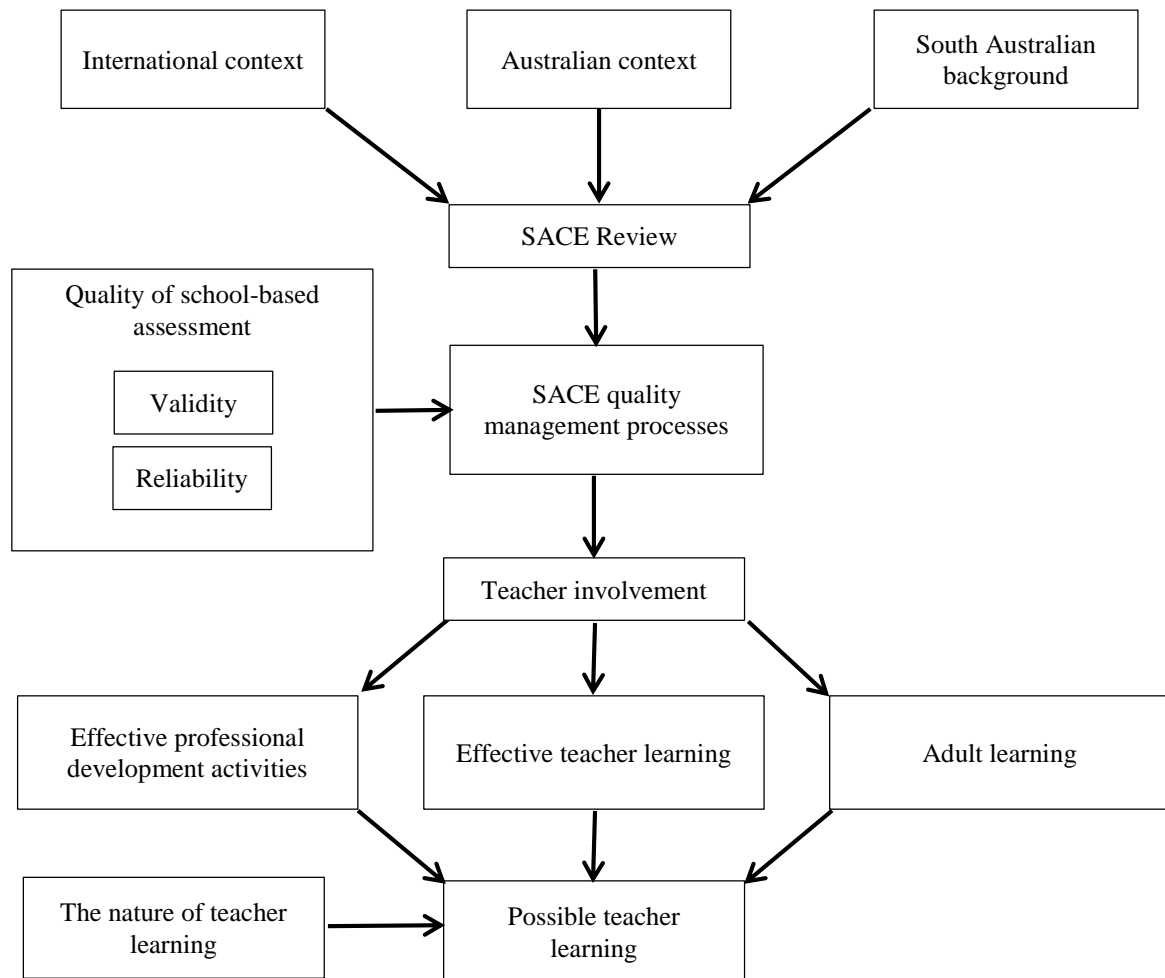 International context
Australian context
South Australian
background
SACE Review
Quality of school-based
assessment
Validity
Reliability
SACE quality
management processes
Teacher involvement
Effective professional
development activities
Effective teacher learning
Adult learning
The nature of teacher
learning
Possible teacher
learning